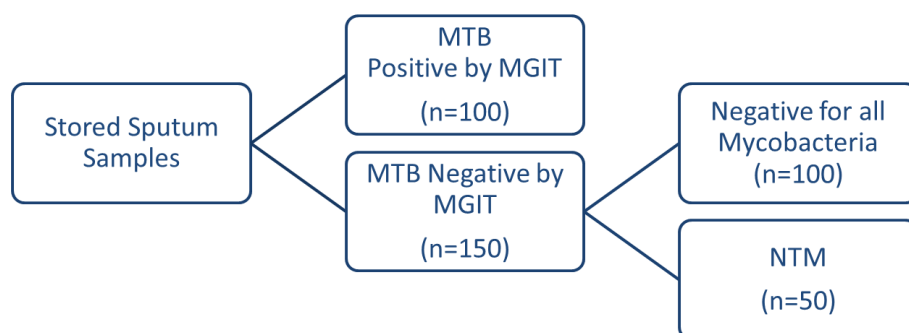 Stored Sputum
Samples
MTB
Positive by MGIT
(n=100)
MTB Negative by
MGIT
(n=150)
Negative for all
Mycobacteria
(n=100)
NTM
(n=50)